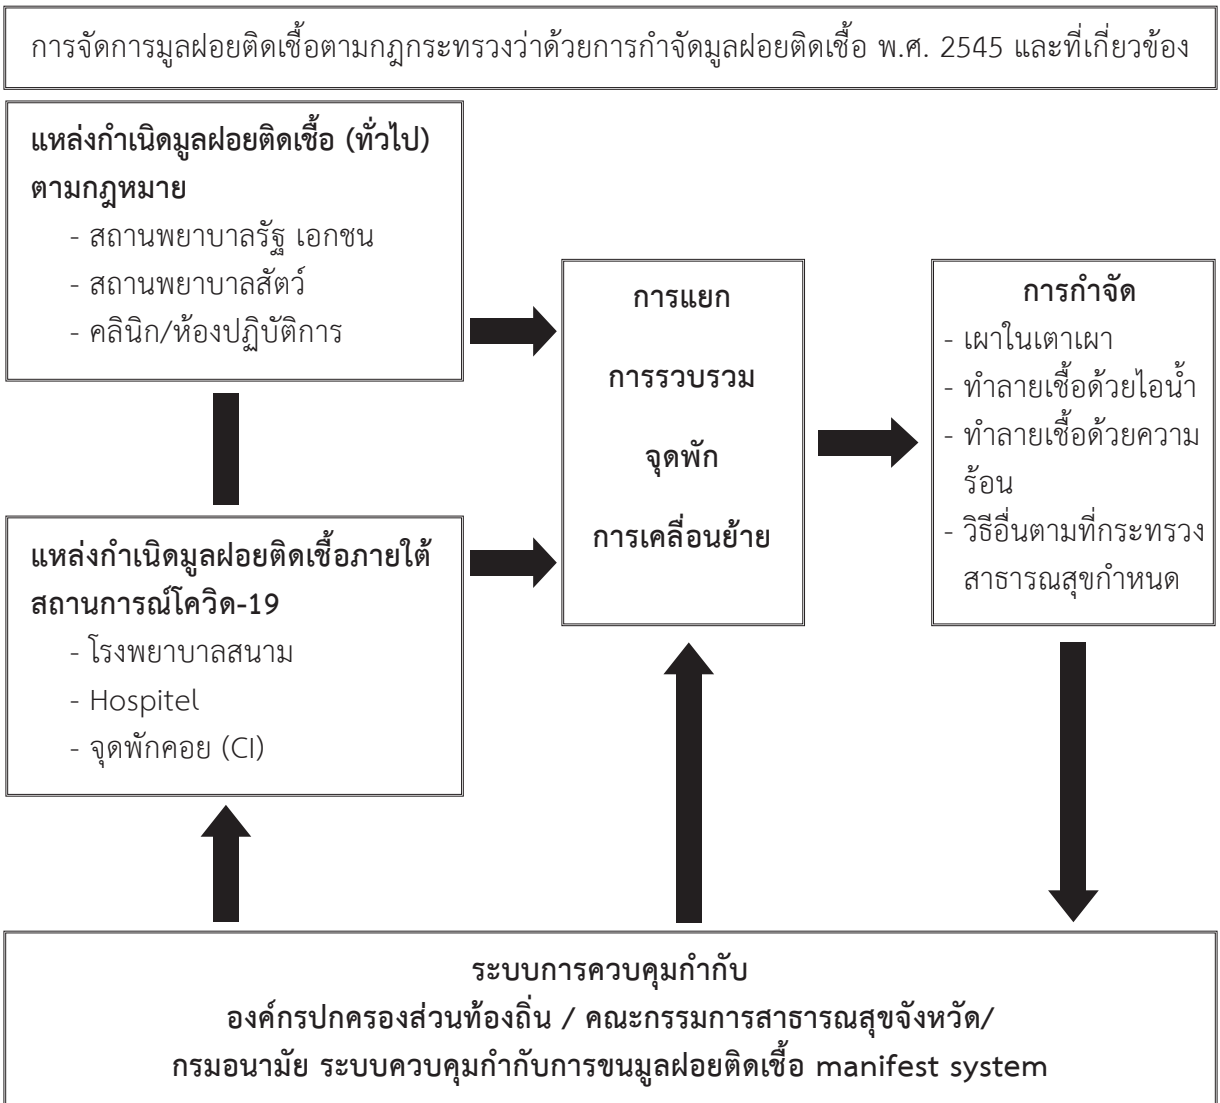 การจัดการมูลฝอยติดเชื้อตามกฎกระทรวงว่าด้วยการกำจัดมูลฝอยติดเชื้อ พ.ศ. 2545 และที่เกี่ยวข้อง
แหล่งกำเนิดมูลฝอยติดเชื้อ (ทั่วไป)
ตามกฎหมาย
- สถานพยาบาลรัฐ เอกชน
- สถานพยาบาลสัตว์
- คลินิก/ห้องปฏิบัติการ
แหล่งกำเนิดมูลฝอยติดเชื้อภายใต้
สถานการณ์โควิด-19
- โรงพยาบาลสนาม
- Hospitel
- จุดพักคอย (CI)
การแยก
การรวบรวม
จุดพัก
การเคลื่อนย้าย
การกำจัด
- เผาในเตาเผา
- ทำลายเชื้อด้วยไอน้ำ
- ทำลายเชื้อด้วยความ
ร้อน
- วิธีอื่นตามที่กระทรวง
สาธารณสุขกำหนด
ระบบการควบคุมกำกับ
องค์กรปกครองส่วนท้องถิ่น / คณะกรรมการสาธารณสุขจังหวัด/
กรมอนามัย ระบบควบคุมกำกับการขนมูลฝอยติดเชื้อ manifest system